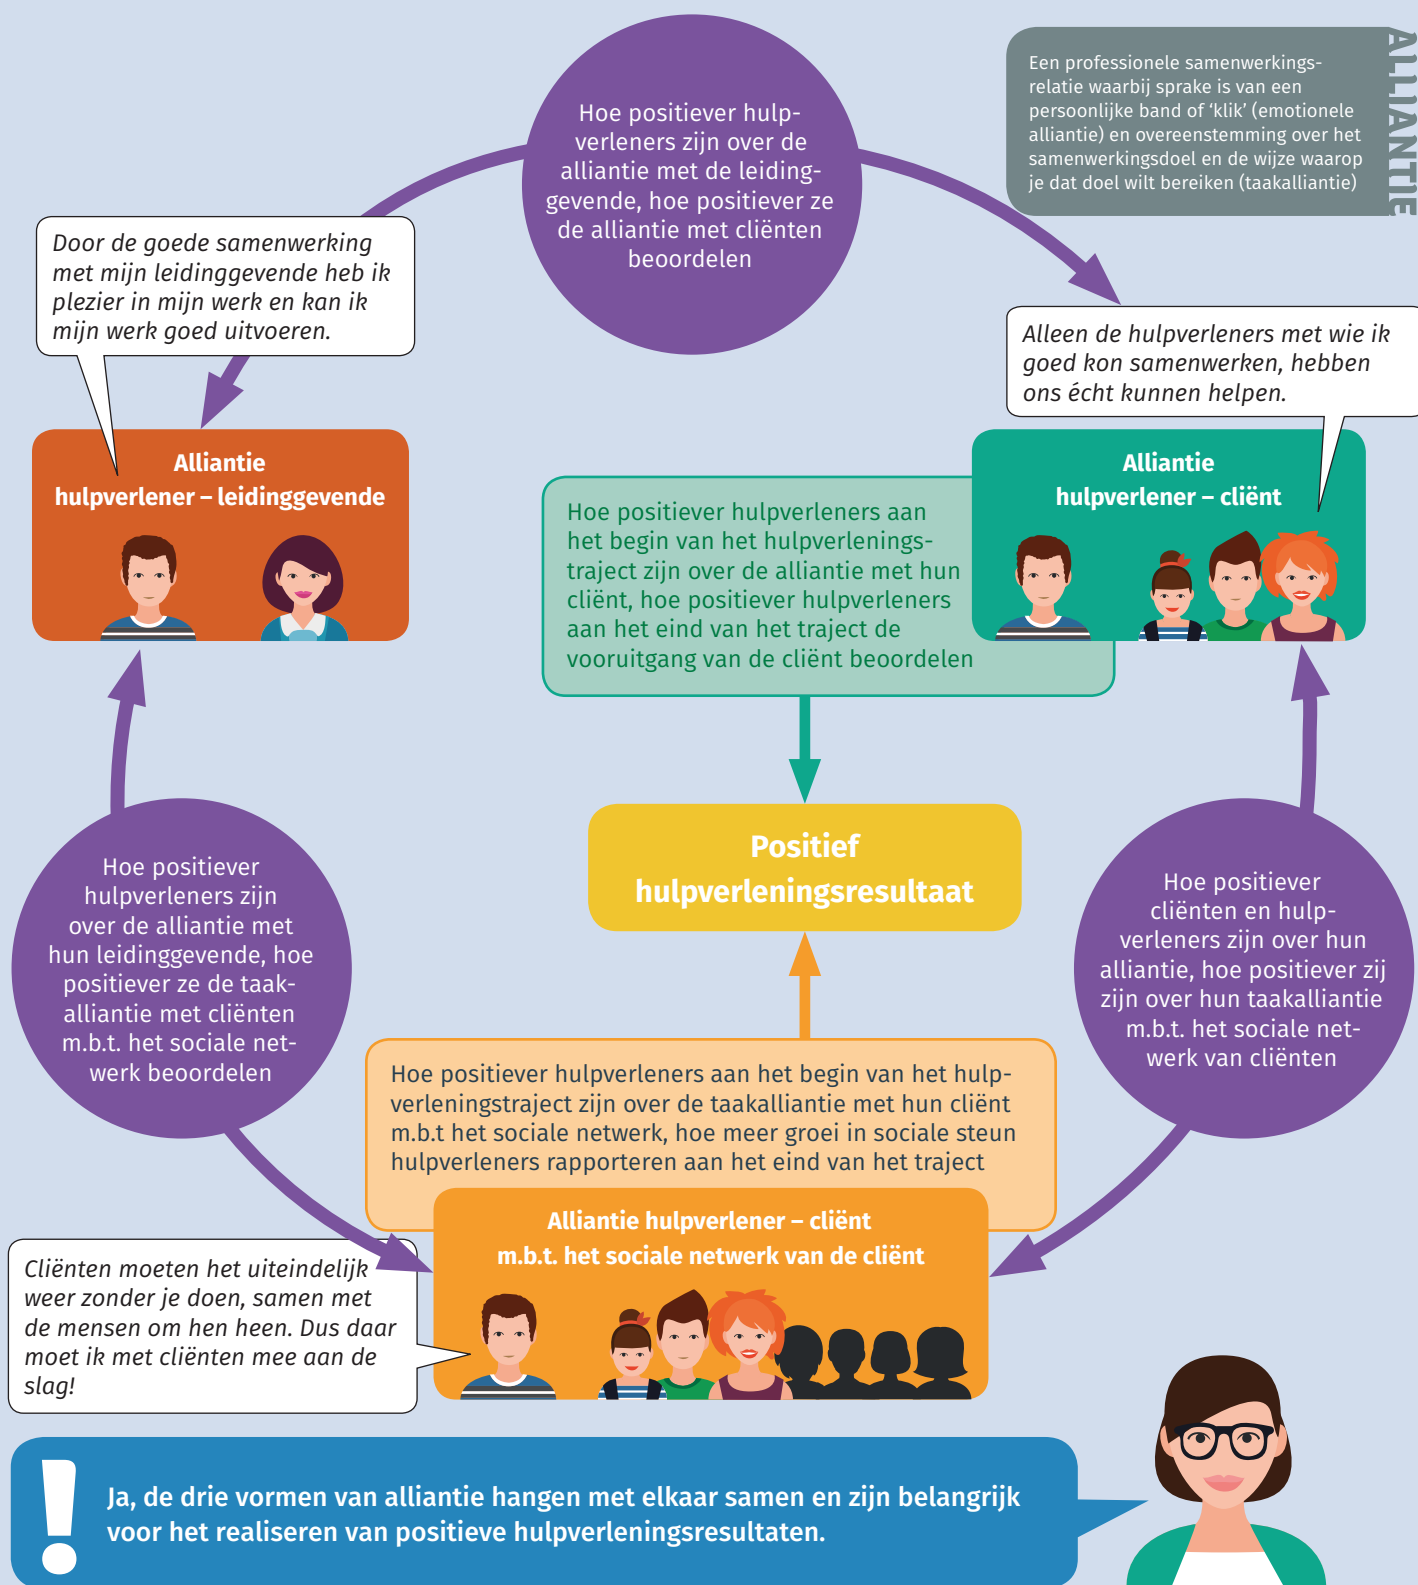 Een professionele samenwerkings-
relatie waarbij sprake is van een
persoonlijke band of ‘klik’ (emotionele
alliantie) en overeenstemming over het
samenwerkingsdoel en de wijze waarop
je dat doel wilt bereiken (taakalliantie)
ALLIANTIE
Hoe positiever hulp-
verleners zijn over de
alliantie met de leiding-
gevende, hoe positiever ze
de alliantie met cliënten
beoordelen
Door de goede samenwerking
met mijn leidinggevende heb ik
plezier in mijn werk en kan ik
mijn werk goed uitvoeren.
Alleen de hulpverleners met wie ik
goed kon samenwerken, hebben
ons écht kunnen helpen.
Alliantie
hulpverlener – leidinggevende
Alliantie
hulpverlener – cliënt
Hoe positiever hulpverleners aan
het begin van het hulpverlenings-
traject zijn over de alliantie met hun
cliënt, hoe positiever hulpverleners
aan het eind van het traject de
vooruitgang van de cliënt beoordelen
Positief
hulpverleningsresultaat
Hoe positiever
hulpverleners zijn
over de alliantie met
hun leidinggevende, hoe
positiever ze de taak-
alliantie met cliënten
m.b.t. het sociale net-
werk beoordelen
Hoe positiever
cliënten en hulp-
verleners zijn over hun
alliantie, hoe positiever zij
zijn over hun taakalliantie
m.b.t. het sociale net-
werk van cliënten
Hoe positiever hulpverleners aan het begin van het hulp-
verleningstraject zijn over de taakalliantie met hun cliënt
m.b.t het sociale netwerk, hoe meer groei in sociale steun
hulpverleners rapporteren aan het eind van het traject
Alliantie hulpverlener – cliënt
m.b.t. het sociale netwerk van de cliënt
Cliënten moeten het uiteindelijk
weer zonder je doen, samen met
de mensen om hen heen. Dus daar
moet ik met cliënten mee aan de
slag!
!
Ja, de drie vormen van alliantie hangen met elkaar samen en zijn belangrijk
voor het realiseren van positieve hulpverleningsresultaten.